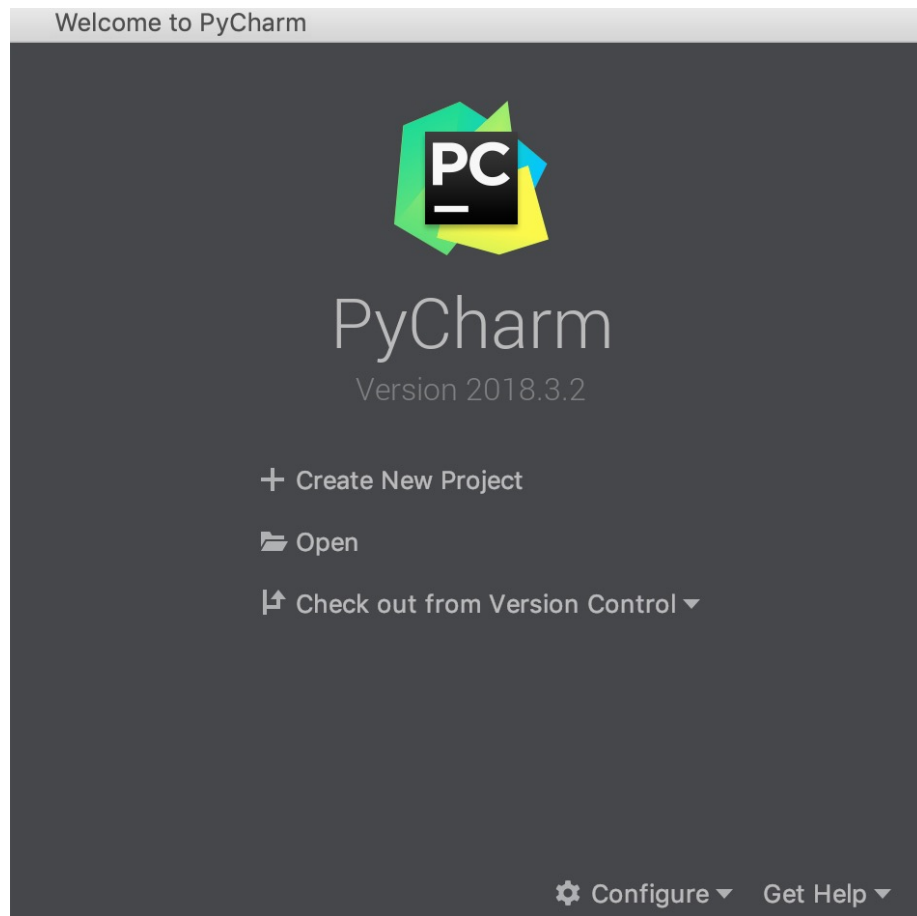 Welcome to PyCharm
PC
PyCharm
Version 2018.3.2
Create New Project
Open
Check out from Version Control
Configure Get Help